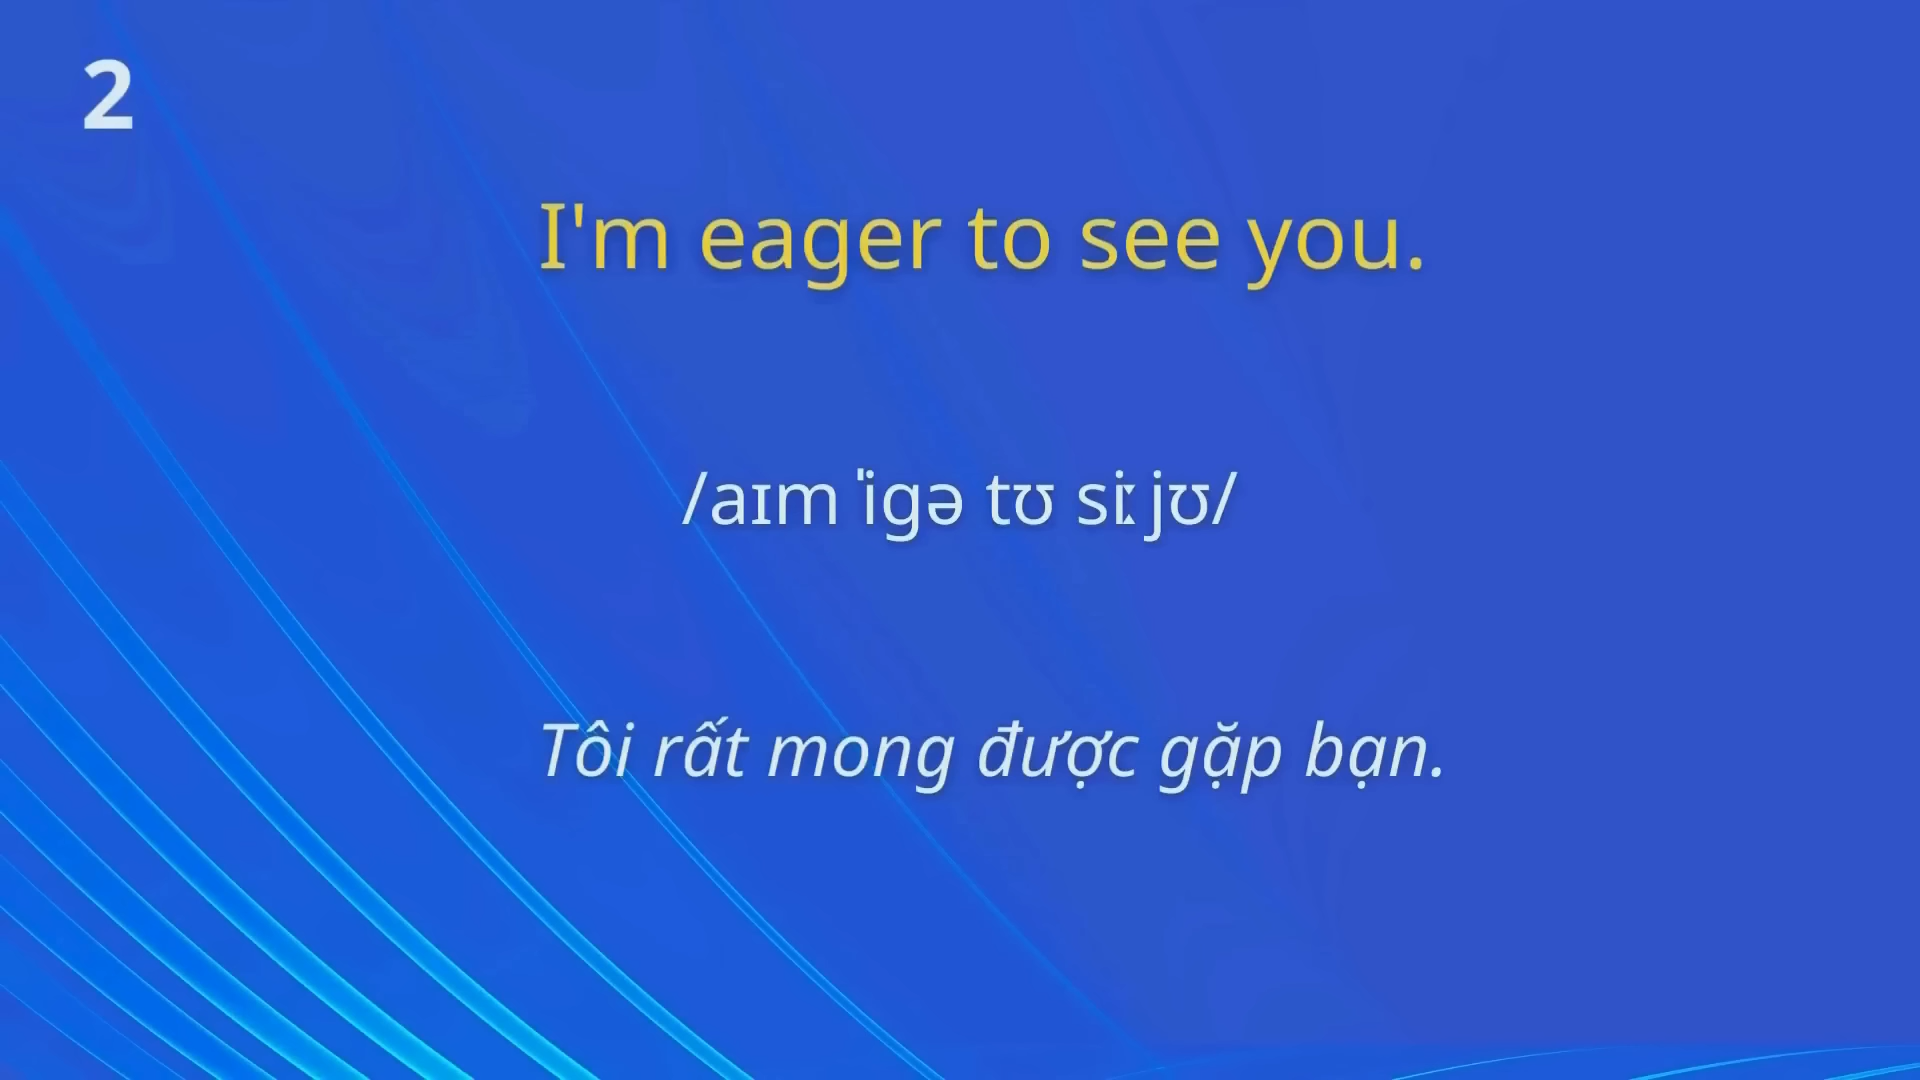 2
I'm eager to see you.
/aɪm ˈigə tʊ siː jʊ/
Tôi rất mong được gặp bạn.